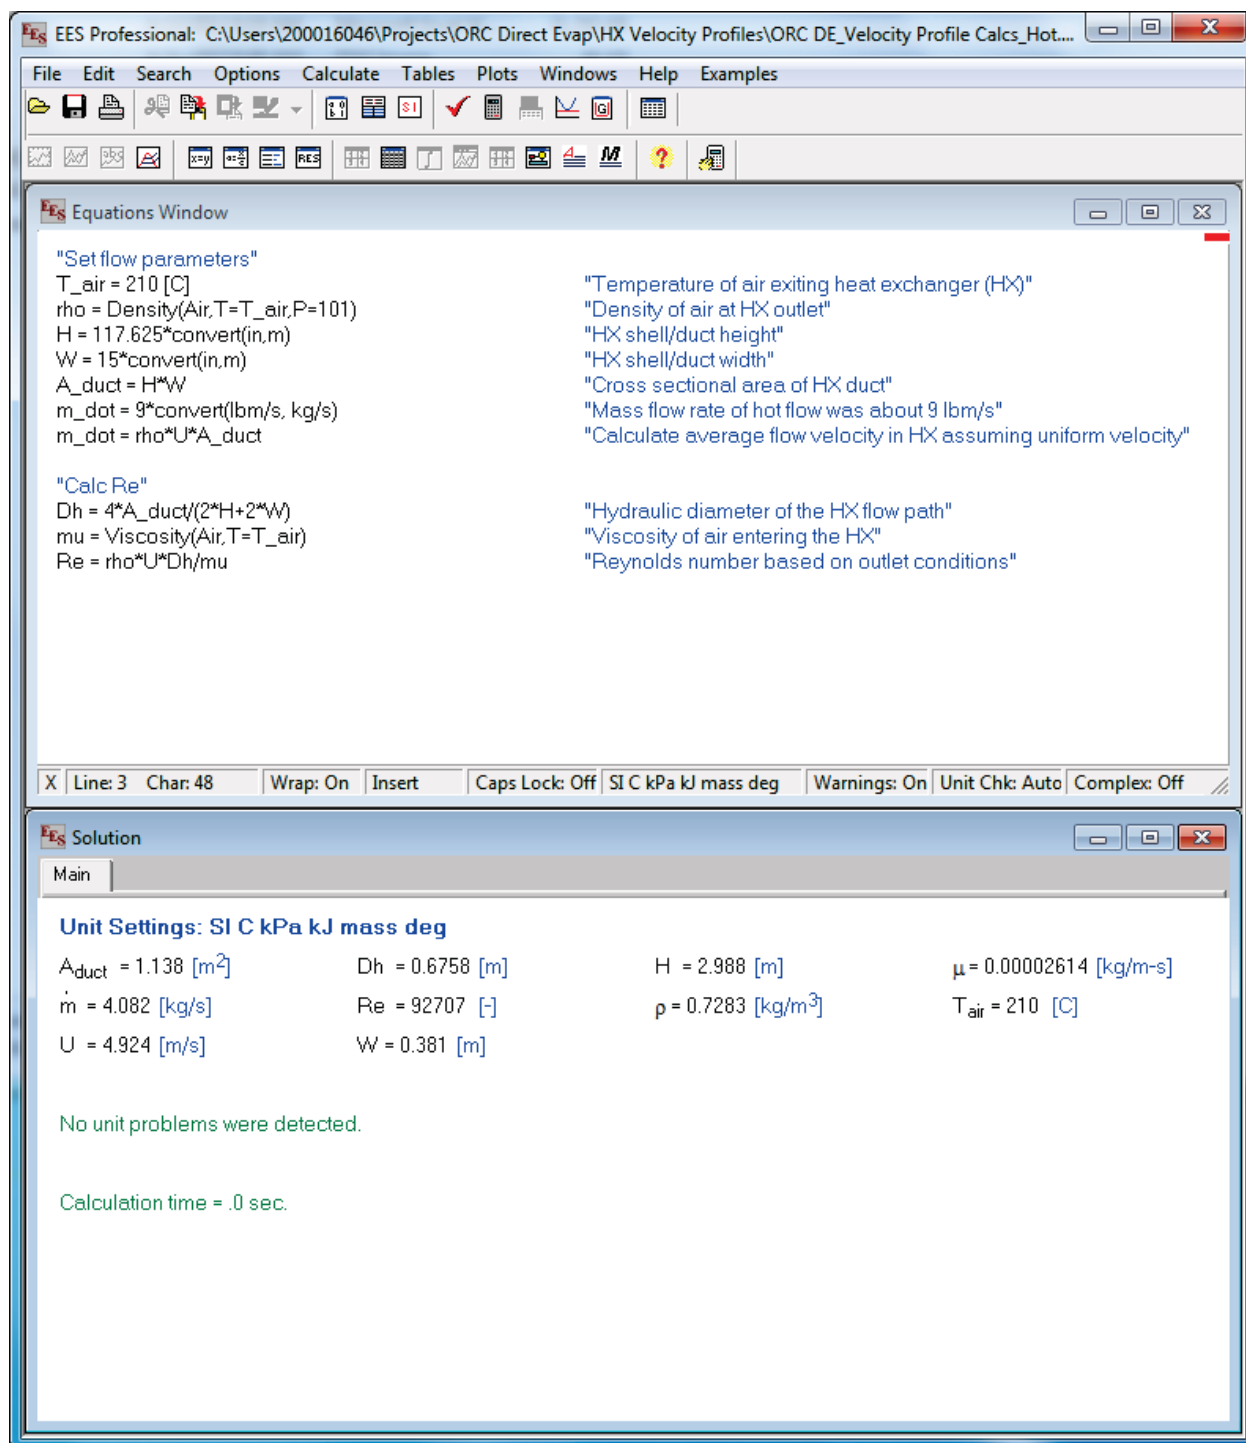 EES Professional: C:\Users\200016046\Projects\ORC Direct Evap\HX Velocity Profiles\ORC DE_Velocity Profile Calcs_Hot....
File Edit Search Options Calculate Tables Plots Windows Help Examples
Equations Window
"Set flow parameters"
T_air = 210 [C] "Temperature of air exiting heat exchanger (HX)"
rho = Density(Air,T=T_air,P=101) "Density of air at HX outlet"
H = 117.625*convert(in,m) "HX shell/duct height"
W = 15*convert(in,m) "HX shell/duct width"
A_duct = H*W "Cross sectional area of HX duct"
m_dot = 9*convert(lbm/s, kg/s) "Mass flow rate of hot flow was about 9 lbm/s"
m_dot = rho*U*A_duct "Calculate average flow velocity in HX assuming uniform velocity"
"Calc Re"
Dh = 4*A_duct/(2*H+2*W) "Hydraulic diameter of the HX flow path"
mu = Viscosity(Air,T=T_air) "Viscosity of air entering the HX"
Re = rho*U*Dh/mu "Reynolds number based on outlet conditions"
X Line: 3 Char: 48 Wrap: On Insert Caps Lock: Off SI C kPa kJ mass deg Warnings: On Unit Chk: Auto Complex: Off
Solution
Main
Unit Settings: SI C kPa kJ mass deg
A_duct = 1.138 [m²] Dh = 0.6758 [m] H = 2.988 [m] μ = 0.00002614 [kg/m-s]
ṁ = 4.082 [kg/s] Re = 92707 [-] ρ = 0.7283 [kg/m³] T_air = 210 [C]
U = 4.924 [m/s] W = 0.381 [m]
No unit problems were detected.
Calculation time = .0 sec.